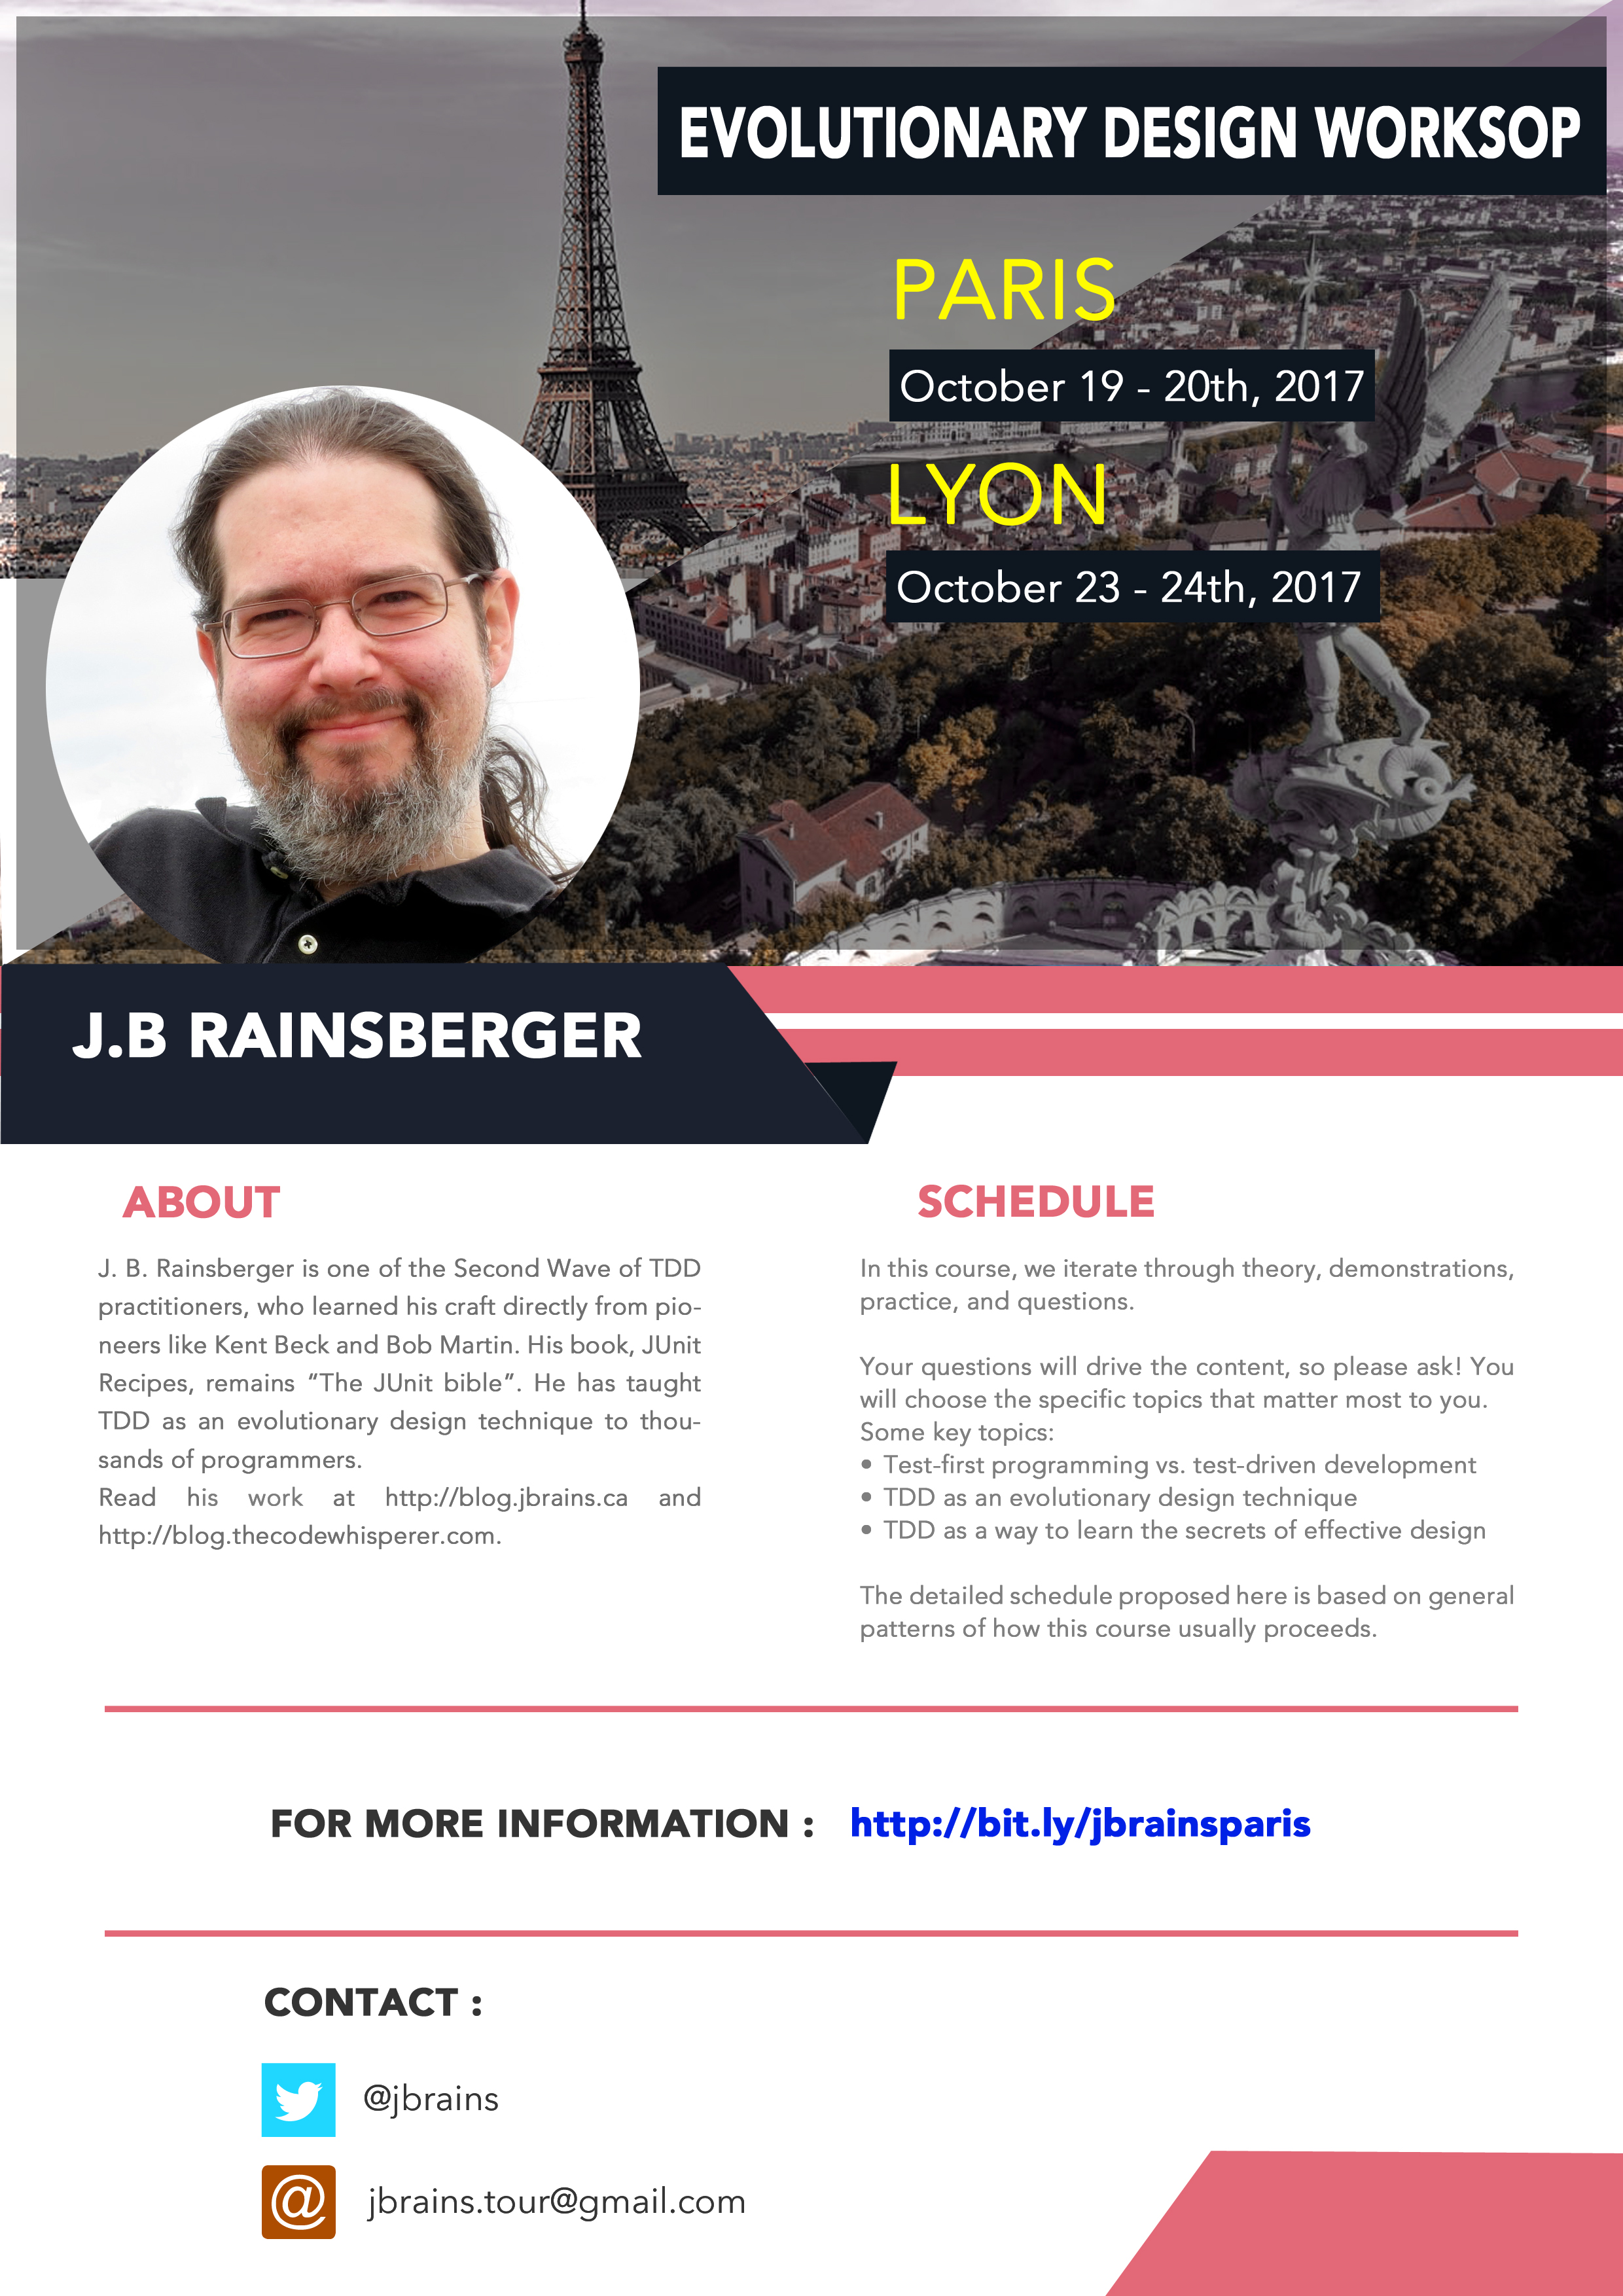 EVOLUTIONARY DESIGN WORKSOP
PARIS
October 19 - 20th, 2017
LYON
October 23 - 24th, 2017
J.B RAINSBERGER
ABOUT
J. B. Rainsberger is one of the Second Wave of TDD
practitioners, who learned his craft directly from pio-
neers like Kent Beck and Bob Martin. His book, JUnit
Recipes, remains “The JUnit bible”. He has taught
TDD as an evolutionary design technique to thou-
sands of programmers.
Read his work at http://blog.jbrains.ca and
http://blog.thecodewhisperer.com.
SCHEDULE
In this course, we iterate through theory, demonstrations,
practice, and questions.
Your questions will drive the content, so please ask! You
will choose the specific topics that matter most to you.
Some key topics:
• Test-first programming vs. test-driven development
• TDD as an evolutionary design technique
• TDD as a way to learn the secrets of effective design
The detailed schedule proposed here is based on general
patterns of how this course usually proceeds.
FOR MORE INFORMATION : http://bit.ly/jbrainsparis
CONTACT :
@jbrains
@ jbrains.tour@gmail.com